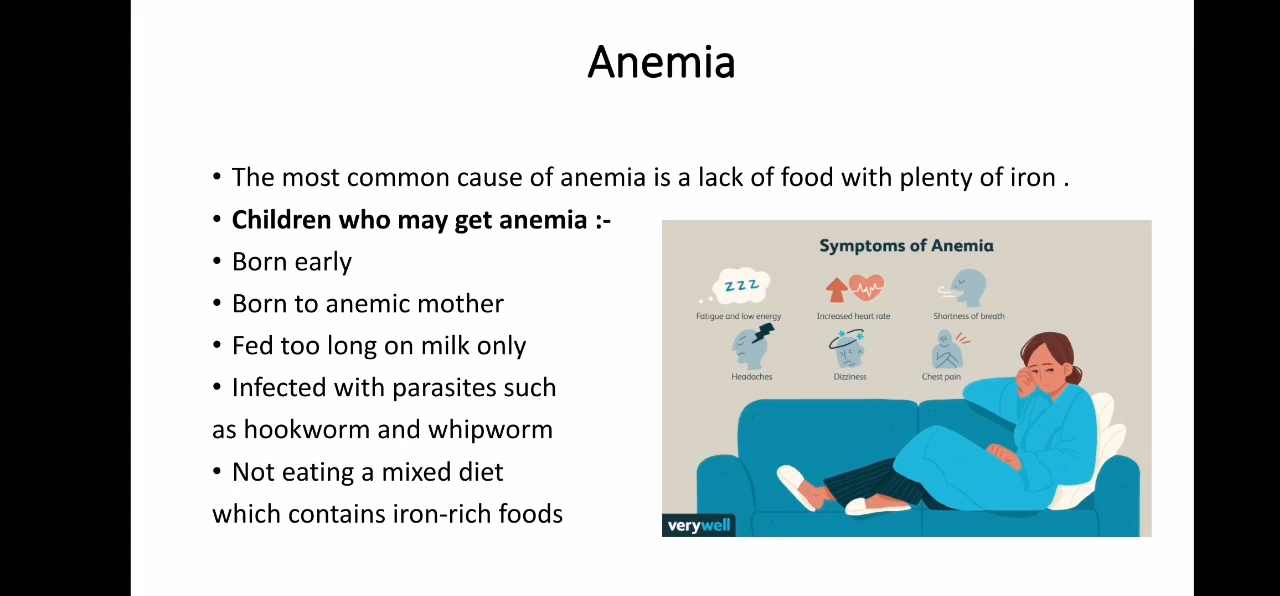 Anemia
• The most common cause of anemia is a lack of food with plenty of iron .
• Children who may get anemia :-
• Born early
• Born to anemic mother
• Fed too long on milk only
• Infected with parasites such
as hookworm and whipworm
• Not eating a mixed diet
which contains iron-rich foods
Symptoms of Anemia
zzz
Fatigue and low energy
Increased heart rate
Shortness of breath
Headaches
Dizziness
Chest pain
verywell